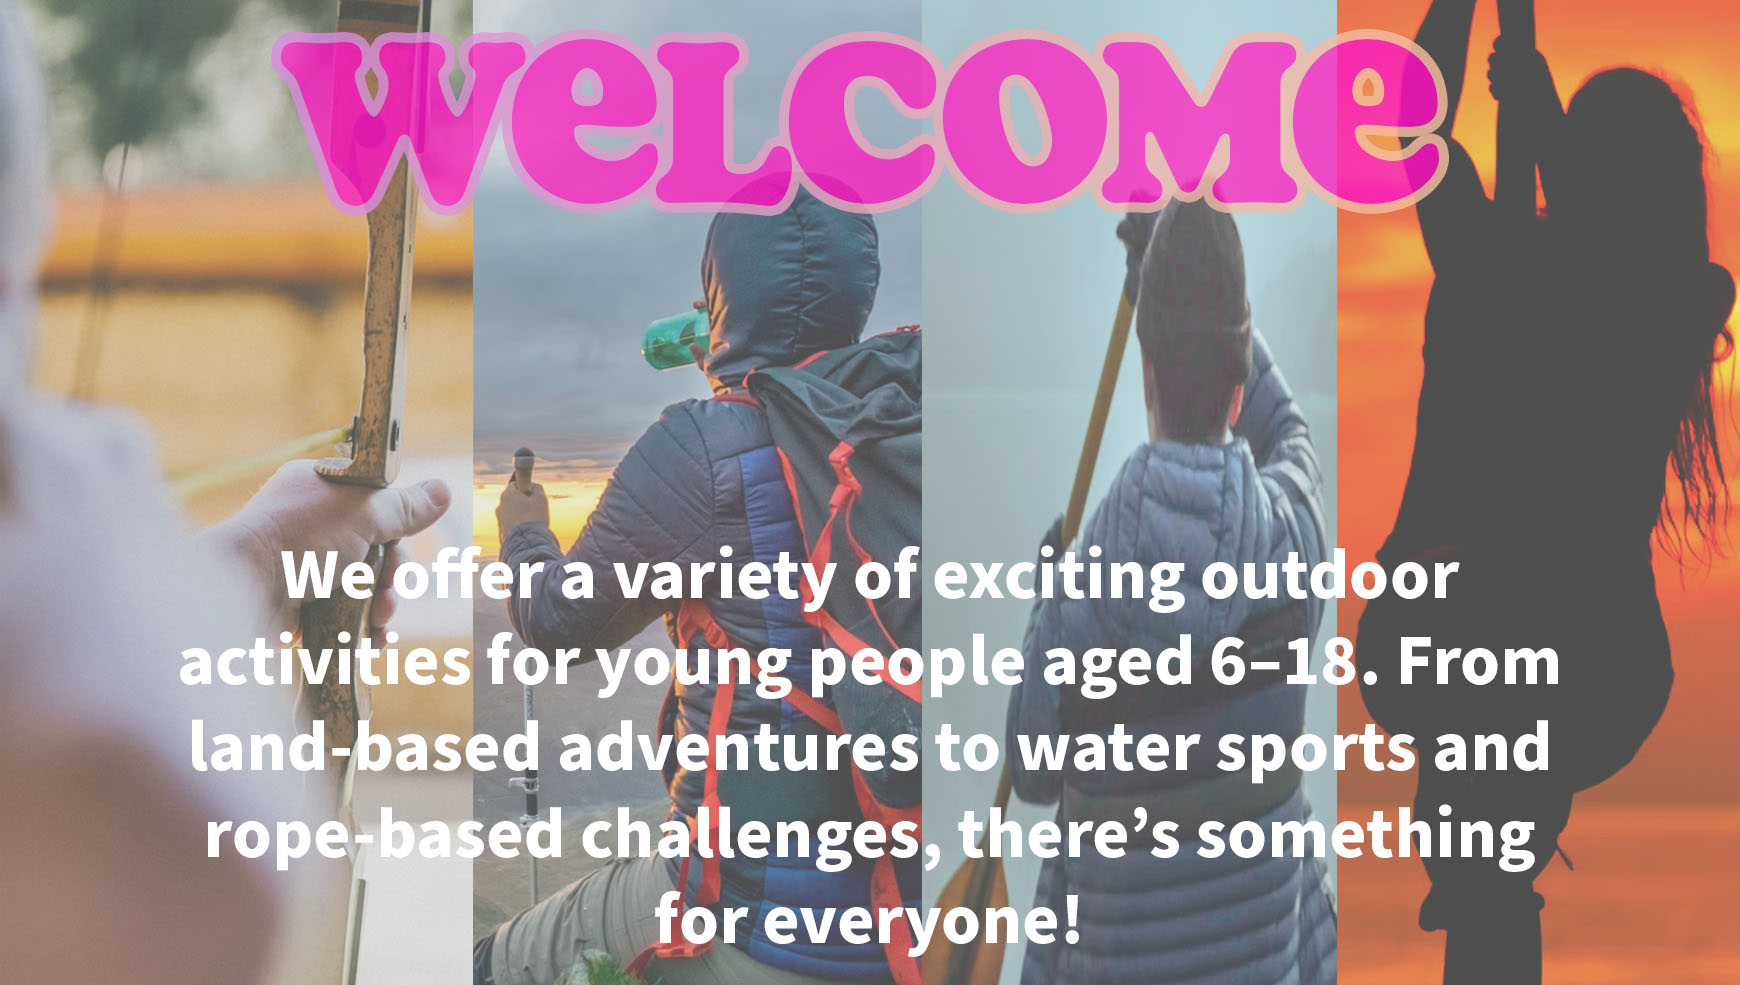 WeLCOMe
We offer a variety of exciting outdoor
activities for young people aged 6–18. From
land-based adventures to water sports and
rope-based challenges, there’s something
for everyone!